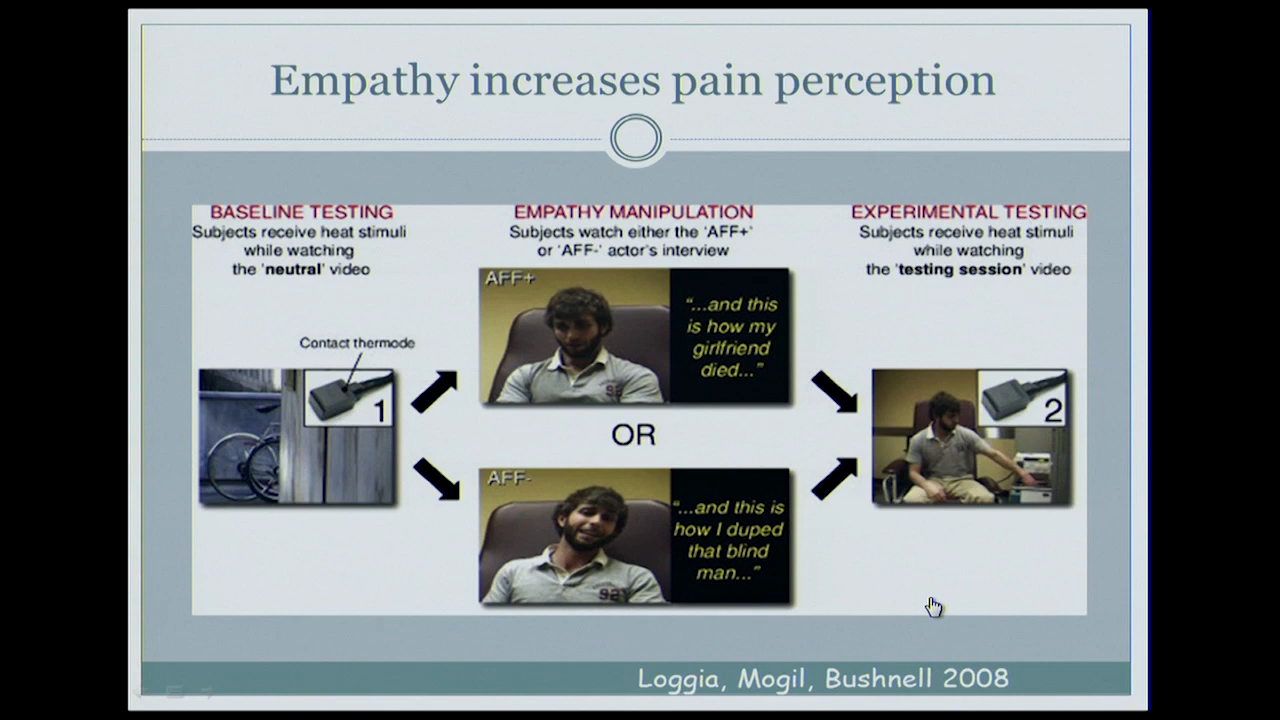 Empathy increases pain perception
BASELINE TESTING
Subjects receive heat stimuli
while watching
the 'neutral' video
Contact thermode
1
EMPATHY MANIPULATION
Subjects watch either the 'AFF+'
or 'AFF-' actor's interview
AFF+
"...and this
is how my
girlfriend
died..."
OR
AFF-
"...and this is
how I duped
that blind
man..."
EXPERIMENTAL TESTING
Subjects receive heat stimuli
while watching
the 'testing session' video
2
Loggia, Mogil, Bushnell 2008